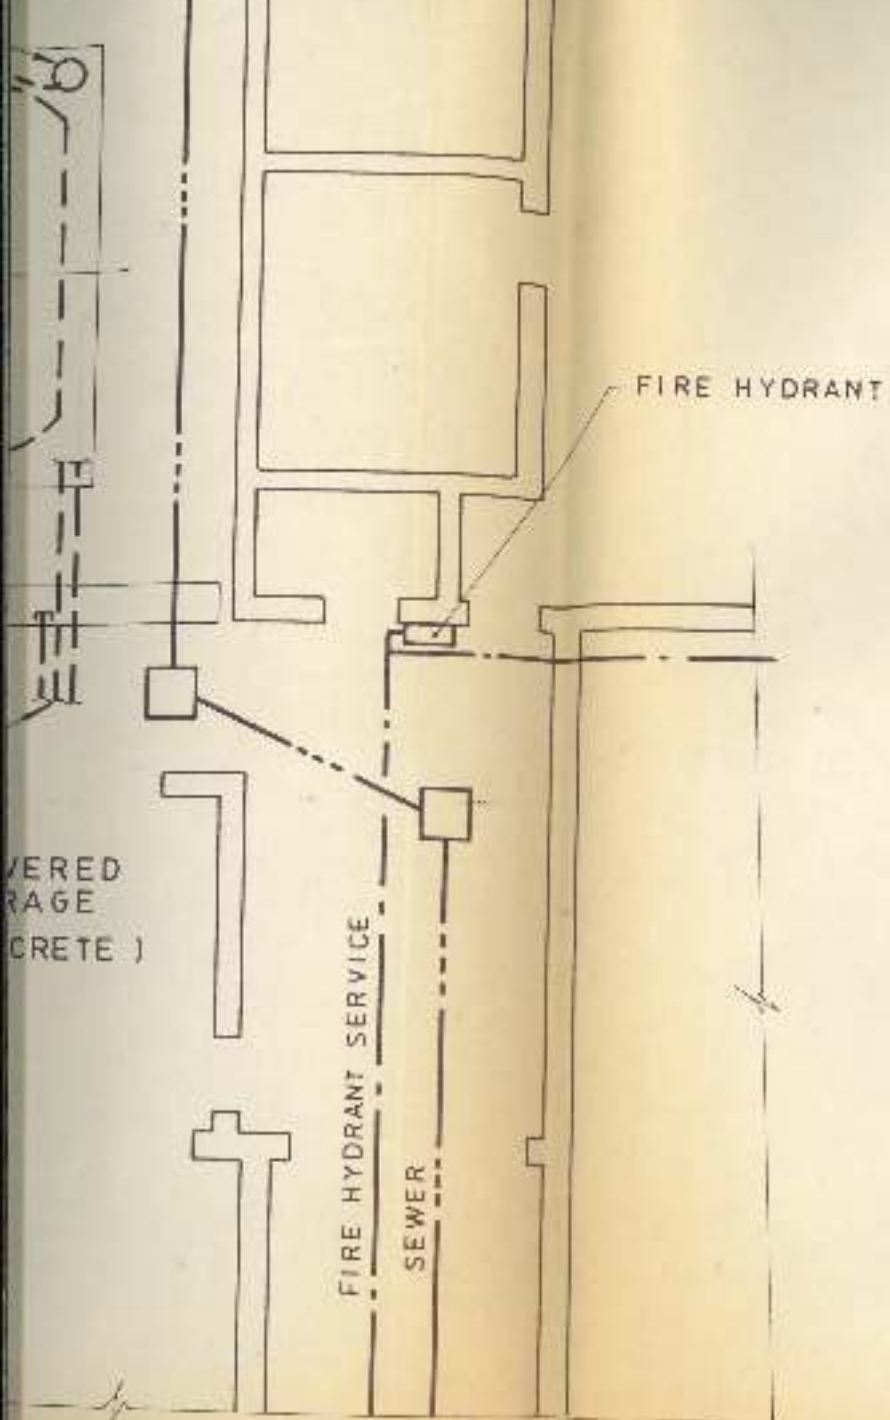 FIRE HYDRANT
VERED
RAGE
CRETE )
FIRE HYDRANT SERVICE
SEWER